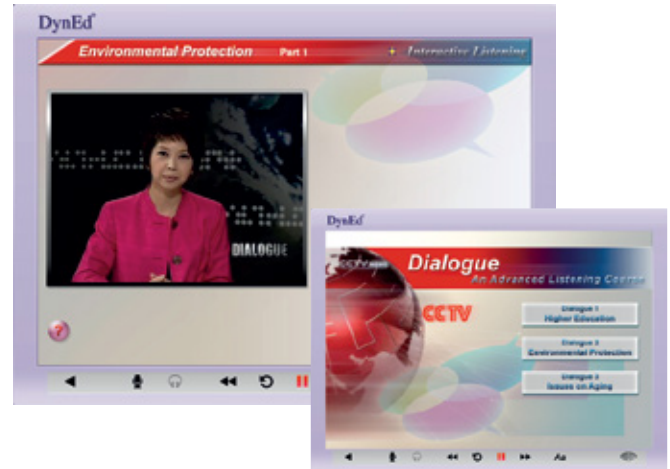 DynEd
Environmental Protection Part 1 Interactive Listening
DIALOGUE
?
DynEd
Dialogue
An Advanced Listening Course
CCTV
Dialogue 1
Higher Education
Dialogue 2
Environmental Protection
Dialogue 3
Issues on Aging
Aa